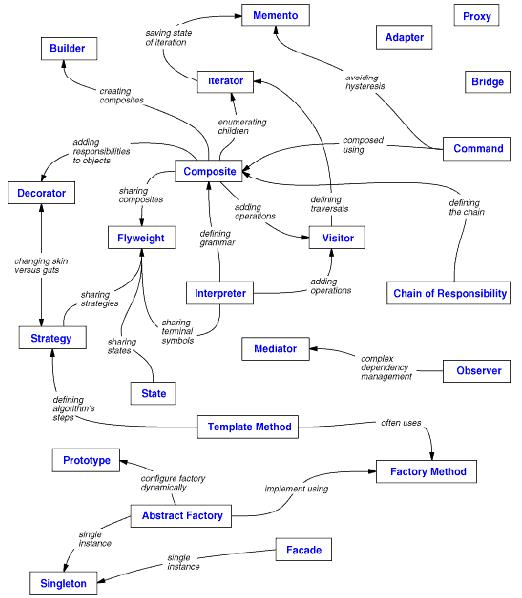 Memento
Proxy
saving state
of iteration
Adapter
Builder
Iterator
avoiding
hysteresis
Bridge
creating
composites
enumerating
children
adding
responsibilities
to objects
composed
using
Command
Composite
Decorator
sharing
composites
adding
operations
defining
traversals
defining
the chain
Flyweight
defining
grammar
Visitor
changing skin
versus guts
sharing
strategies
Interpreter
adding
operations
Chain of Responsibility
Strategy
sharing
states
sharing
terminal
symbols
Mediator
complex
dependency
management
Observer
State
defining
algorithm's
steps
Template Method
often uses
Prototype
configure factory
dynamically
implement using
Factory Method
Abstract Factory
single
instance
single
instance
Facade
Singleton